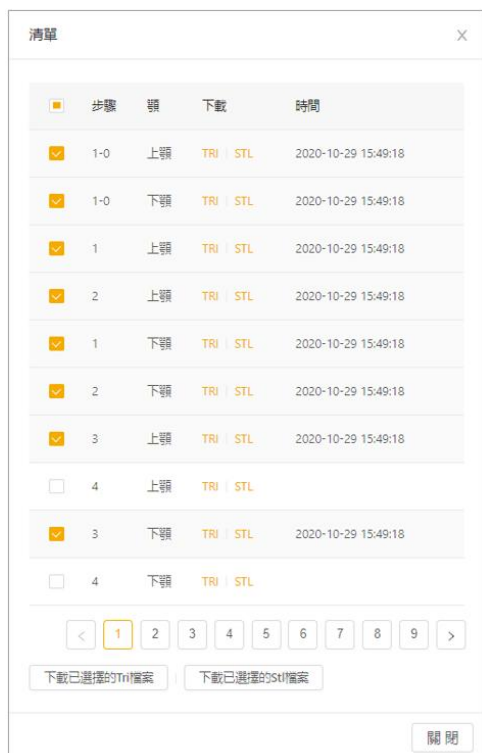 清單
步驟 顎 下載 時間
1-0 上顎 TRI STL 2020-10-29 15:49:18
1-0 下顎 TRI STL 2020-10-29 15:49:18
1 上顎 TRI STL 2020-10-29 15:49:18
2 上顎 TRI STL 2020-10-29 15:49:18
1 下顎 TRI STL 2020-10-29 15:49:18
2 下顎 TRI STL 2020-10-29 15:49:18
3 上顎 TRI STL 2020-10-29 15:49:18
4 上顎 TRI STL
3 下顎 TRI STL 2020-10-29 15:49:18
4 下顎 TRI STL
< 1 2 3 4 5 6 7 8 9 >
下載已選擇的Tri檔案 下載已選擇的Stl檔案
關閉